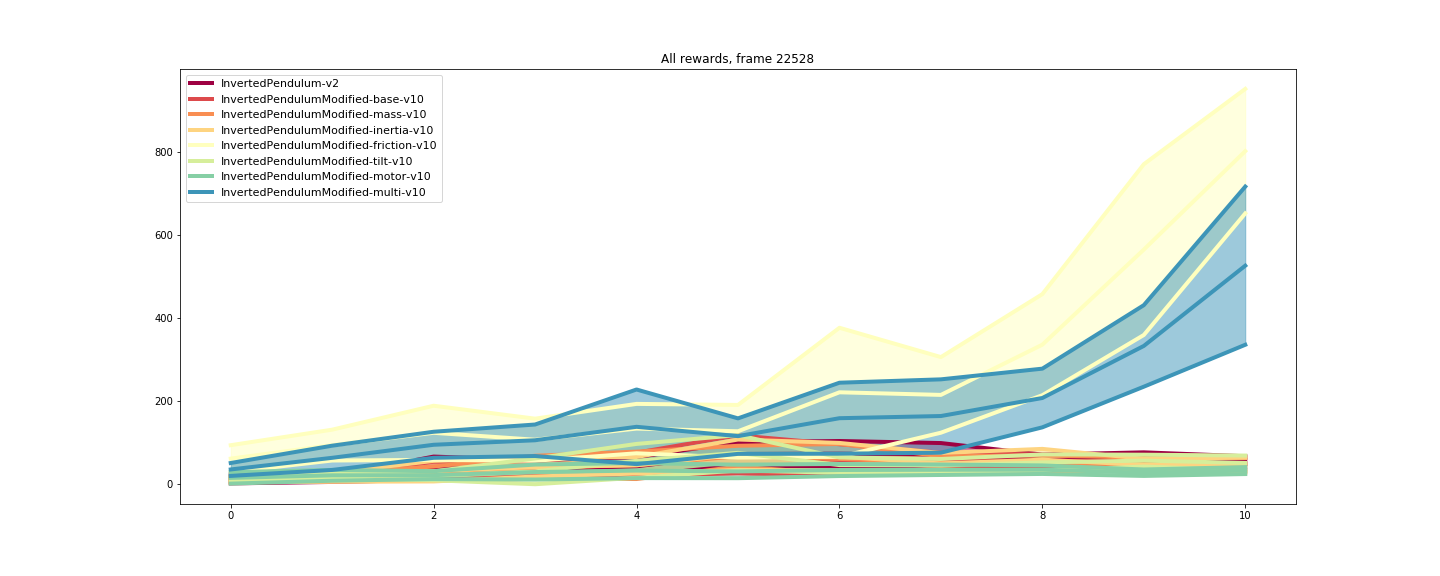 All rewards, frame 22528
InvertedPendulum-v2
InvertedPendulumModified-base-v10
InvertedPendulumModified-mass-v10
InvertedPendulumModified-inertia-v10
InvertedPendulumModified-friction-v10
InvertedPendulumModified-tilt-v10
InvertedPendulumModified-motor-v10
InvertedPendulumModified-multi-v10
800
600
400
200
0
0 2 4 6 8 10